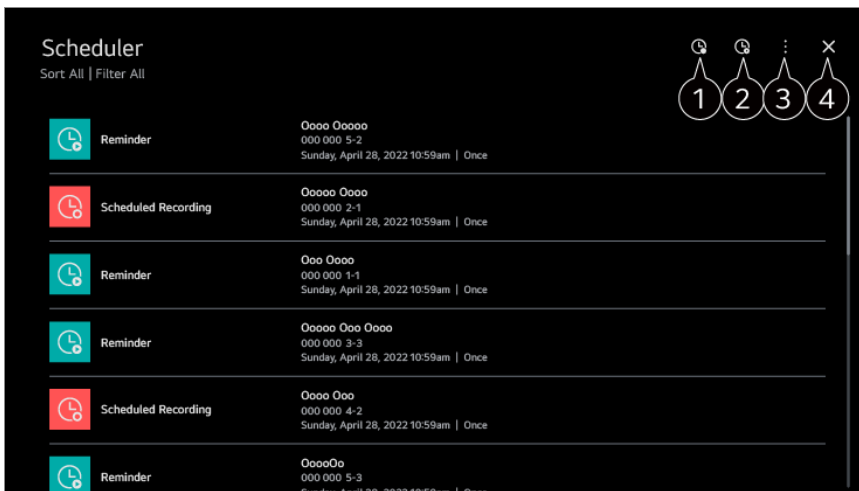 Scheduler
Sort All | Filter All
1 2 3 4
Reminder
Oooo Ooooo
000 000 5-2
Sunday, April 28, 2022 10:59am | Once
Scheduled Recording
Ooooo Oooo
000 000 2-1
Sunday, April 28, 2022 10:59am | Once
Reminder
Ooo Oooo
000 000 1-1
Sunday, April 28, 2022 10:59am | Once
Reminder
Ooooo Ooo Oooo
000 000 3-3
Sunday, April 28, 2022 10:59am | Once
Scheduled Recording
Oooo Ooo
000 000 4-2
Sunday, April 28, 2022 10:59am | Once
Reminder
OoooOo
000 000 5-3